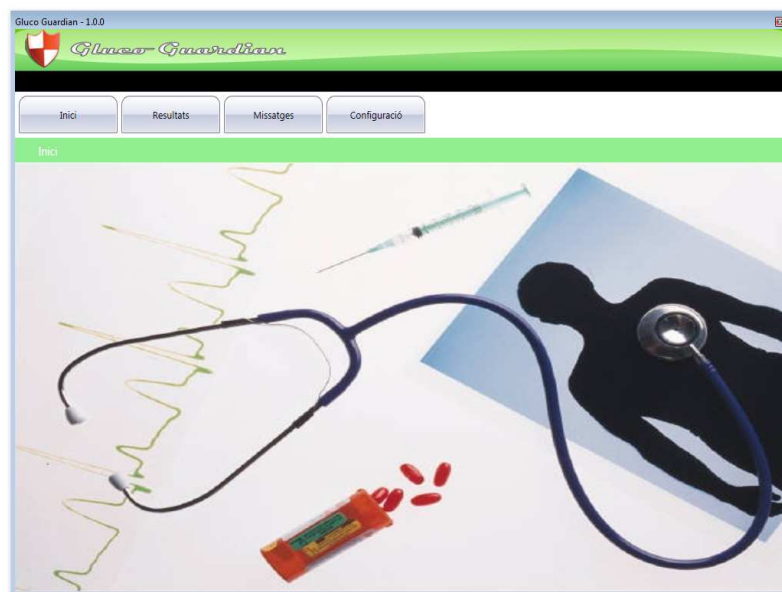 Gluco Guardian - 1.0.0
Gluco-Guardian
Inici
Resultats
Missatges
Configuració
Inici